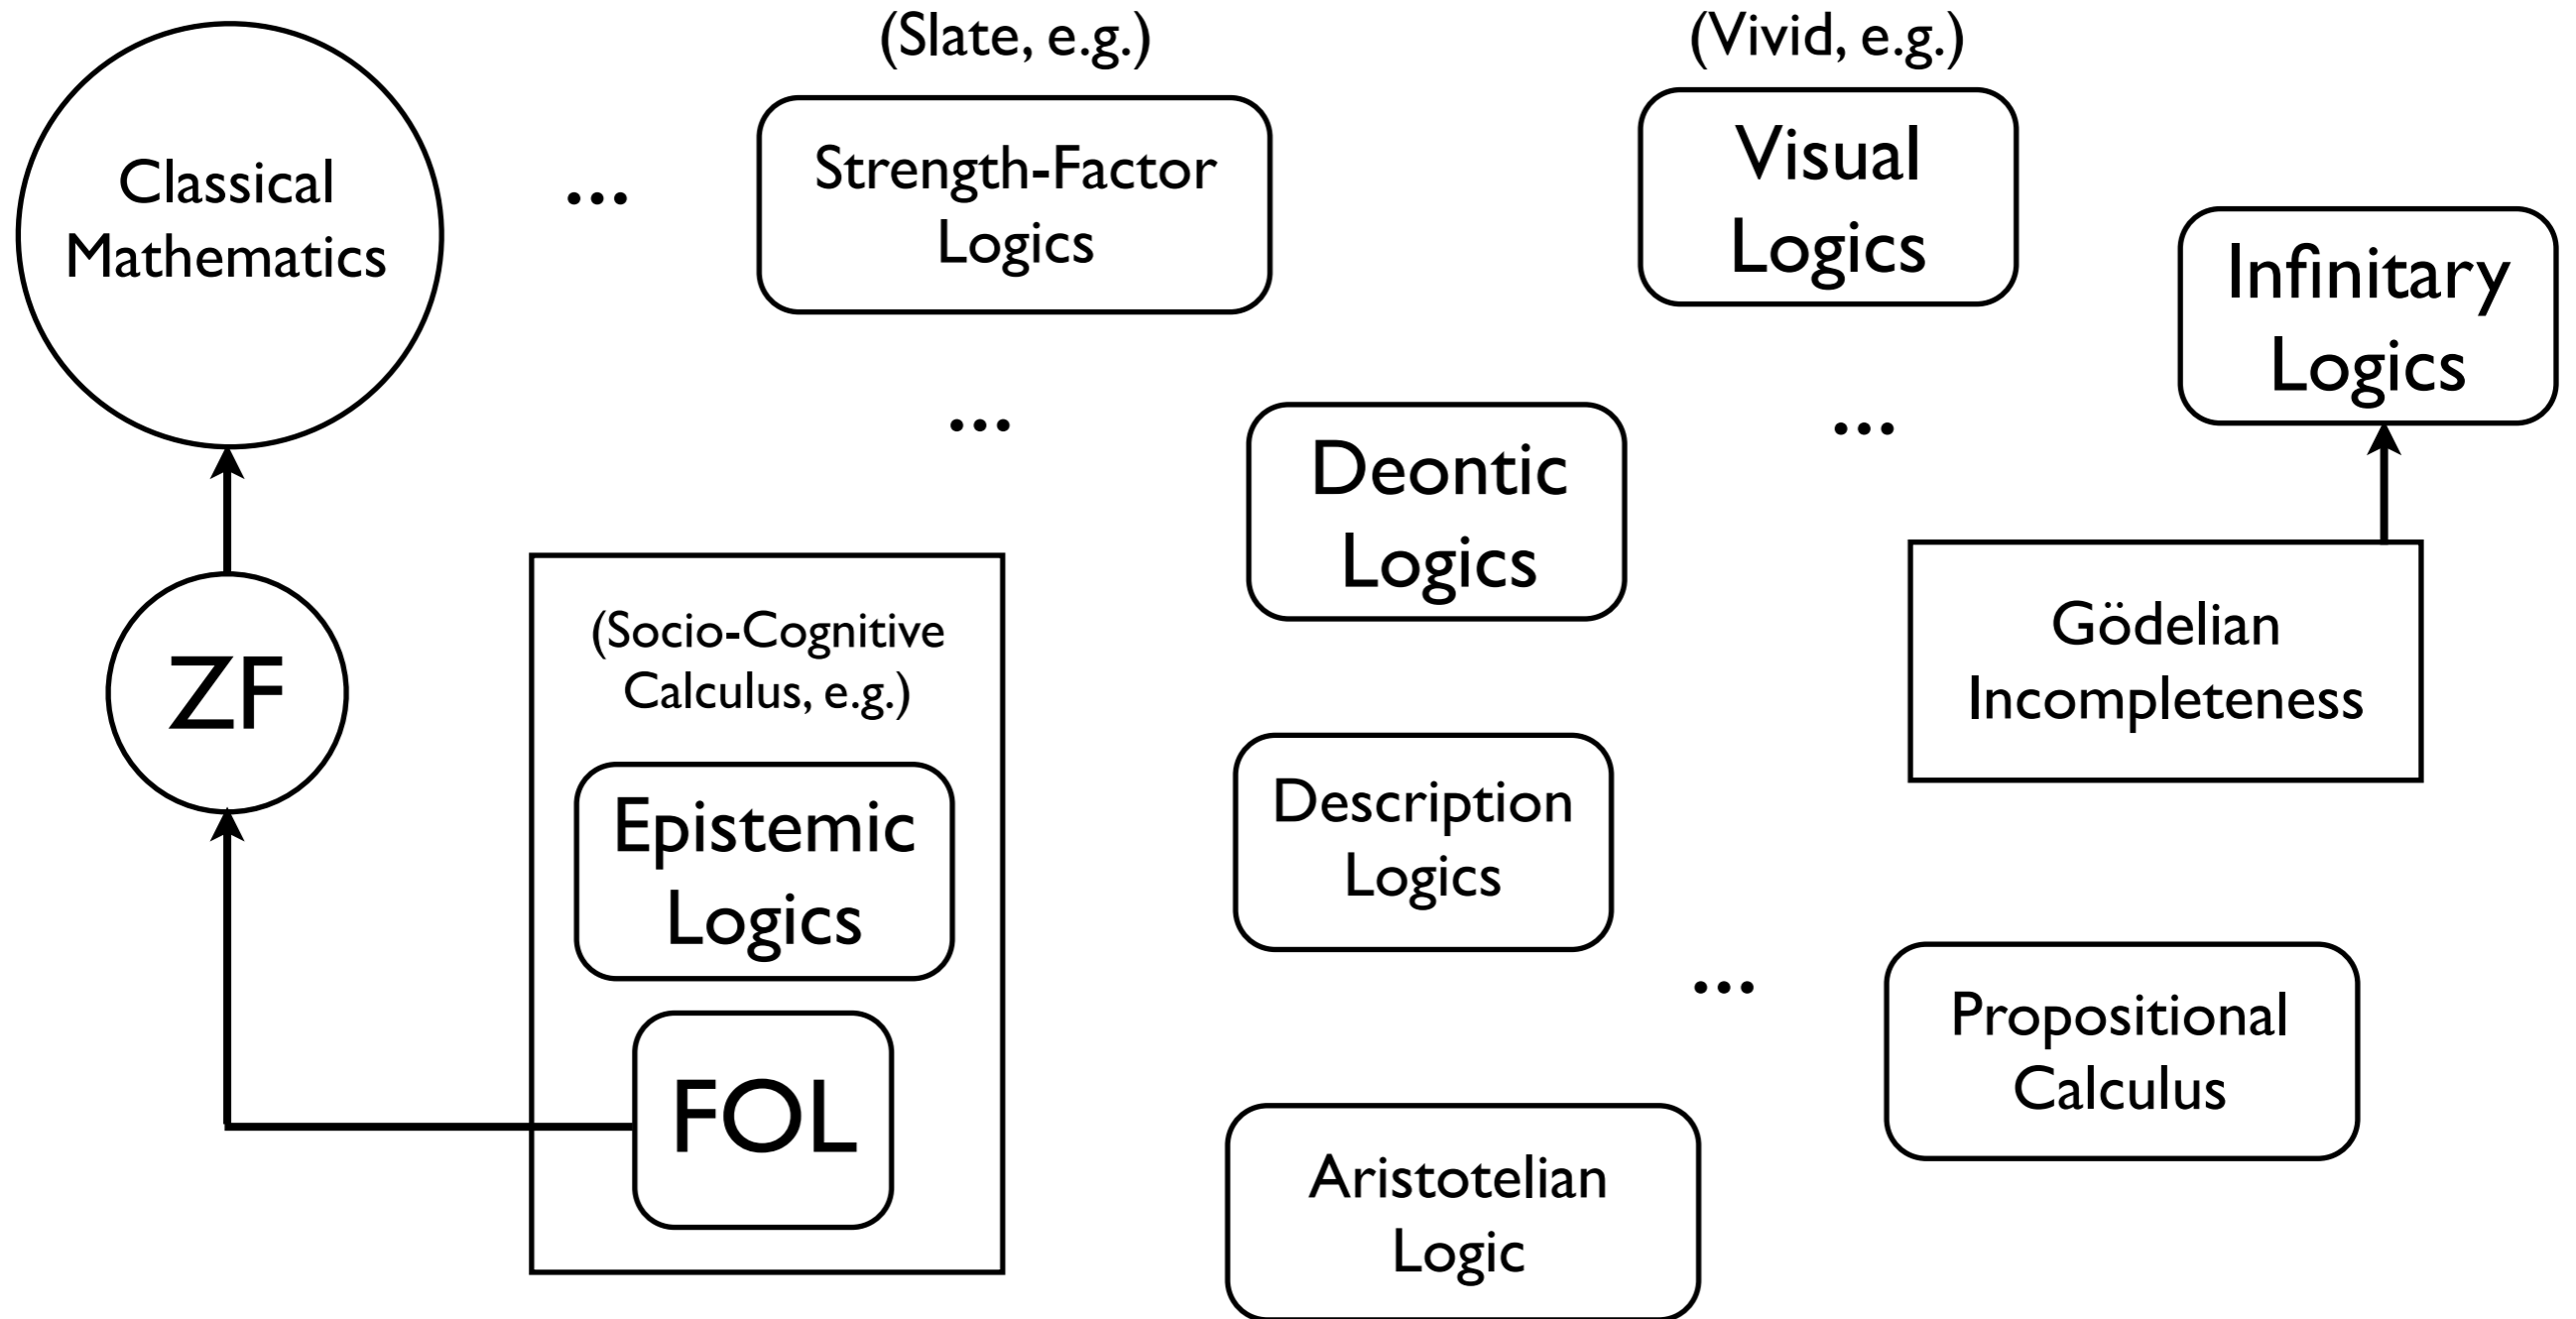 (Slate, e.g.)
(Vivid, e.g.)
Classical
Mathematics
...
Strength-Factor
Logics
Visual
Logics
Infinitary
Logics
...
Deontic
Logics
...
ZF
(Socio-Cognitive
Calculus, e.g.)
Gödelian
Incompleteness
Epistemic
Logics
Description
Logics
...
FOL
Propositional
Calculus
Aristotelian
Logic